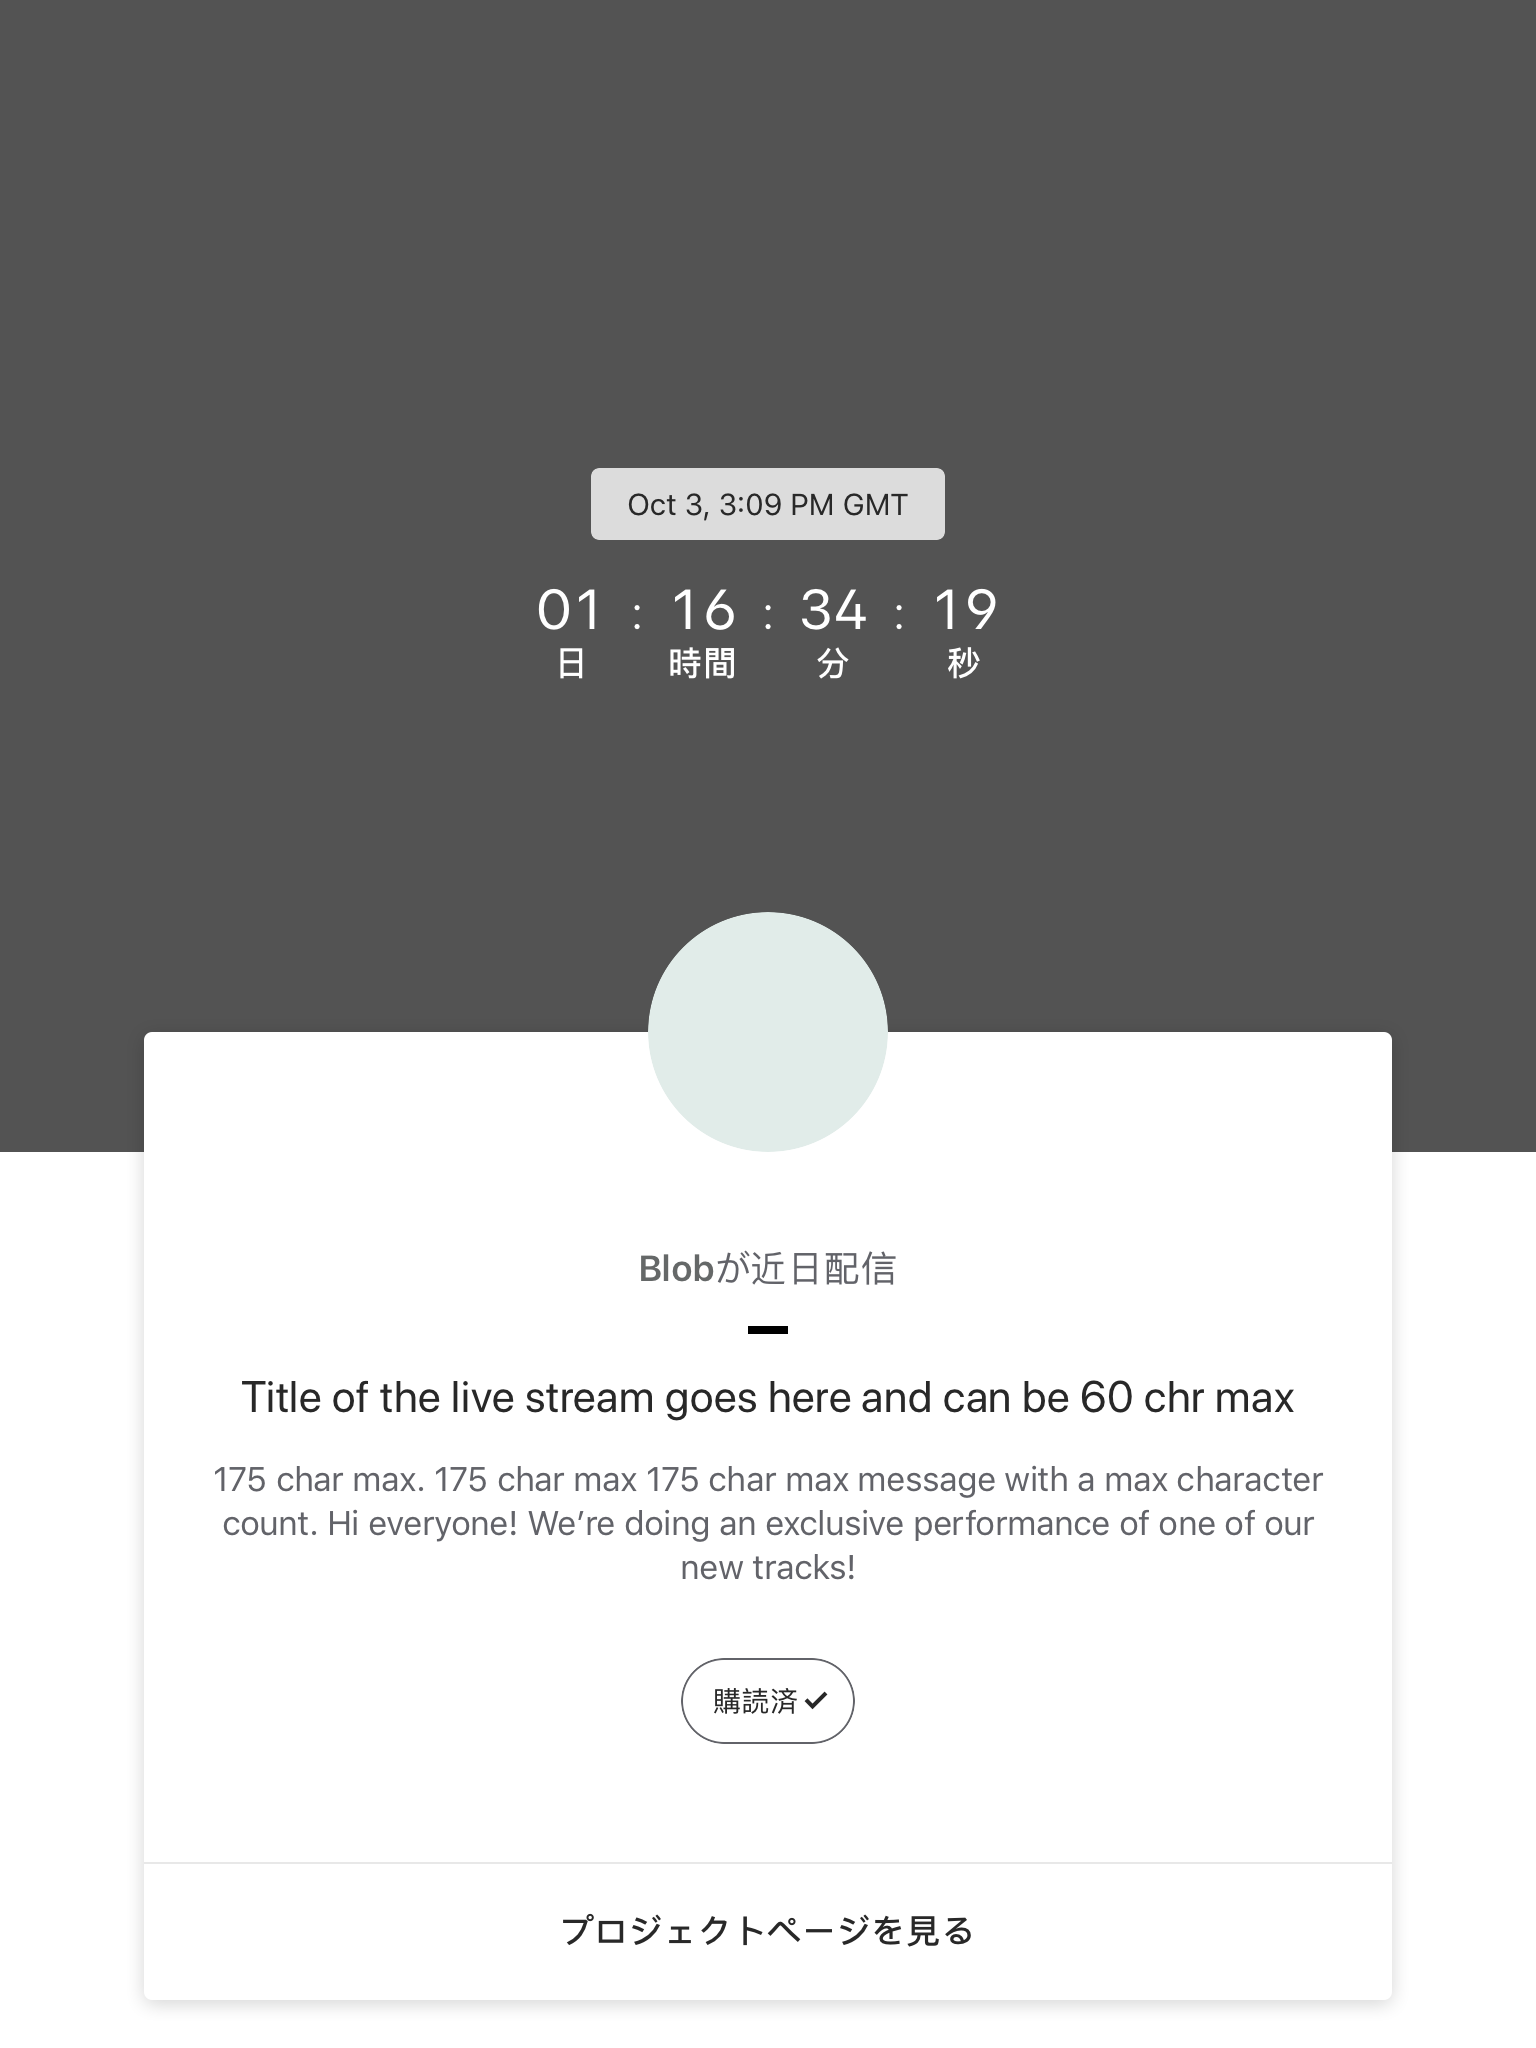 Oct 3, 3:09 PM GMT
01 : 16 : 34 : 19
日 時間 分 秒
Blobが近日配信
Title of the live stream goes here and can be 60 chr max
175 char max. 175 char max 175 char max message with a max character
count. Hi everyone! We’re doing an exclusive performance of one of our
new tracks!
購読済✔
プロジェクトページを見る